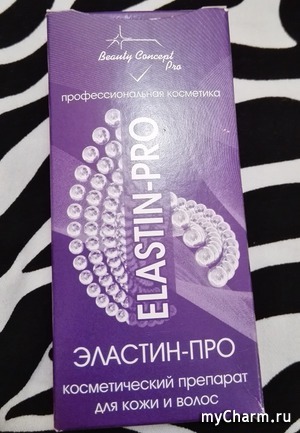 Beauty Concept
Pro
профессиональная косметика
ELASTIN-PRO
ЭЛАСТИН-ПРО
косметический препарат
для кожи и волос
myCharm.ru